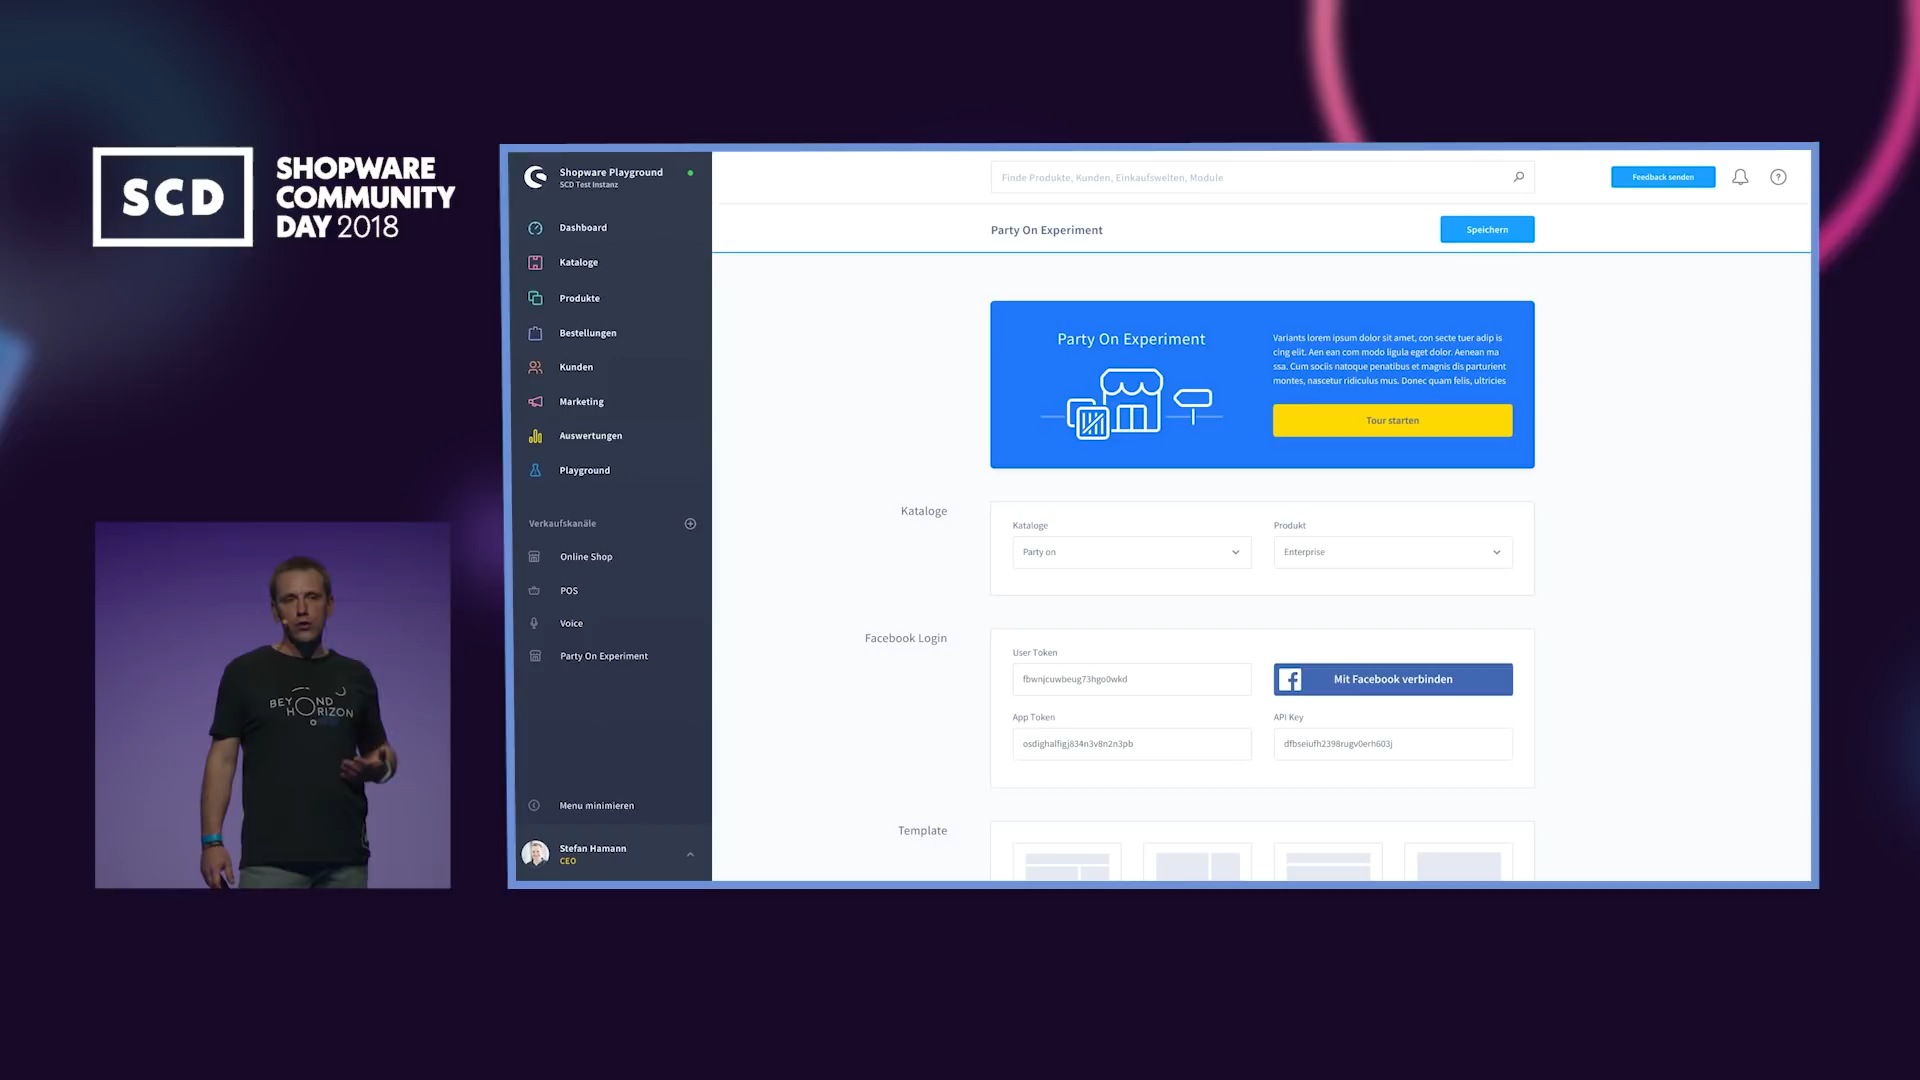 SCD
SHOPWARE
COMMUNITY
DAY 2018
BEYOND
HORIZON
Shopware Playground
SCD Test Instanz
Dashboard
Kataloge
Produkte
Bestellungen
Kunden
Marketing
Auswertungen
Playground
Verkaufskanäle
Online Shop
POS
Voice
Party On Experiment
Menu minimieren
Stefan Hamann
CEO
Finde Produkte, Kunden, Einkaufswelten, Module
Feedback senden
Party On Experiment
Speichern
Party On Experiment
Variants lorem ipsum dolor sit amet, con secte tuer adip is
cing elit. Aen ean com modo ligula eget dolor. Aenean ma
ssa. Cum sociis natoque penatibus et magnis dis parturient
montes, nascetur ridiculus mus. Donec quam felis, ultricies
Tour starten
Kataloge
Kataloge
Produkt
Party on
Enterprise
Facebook Login
User Token
fbwnjcuwbeug73hgo0wkd
Mit Facebook verbinden
App Token
API Key
osdighalfigj834n3v8n2n3pb
dfbseiufh2398rugv0erh603j
Template